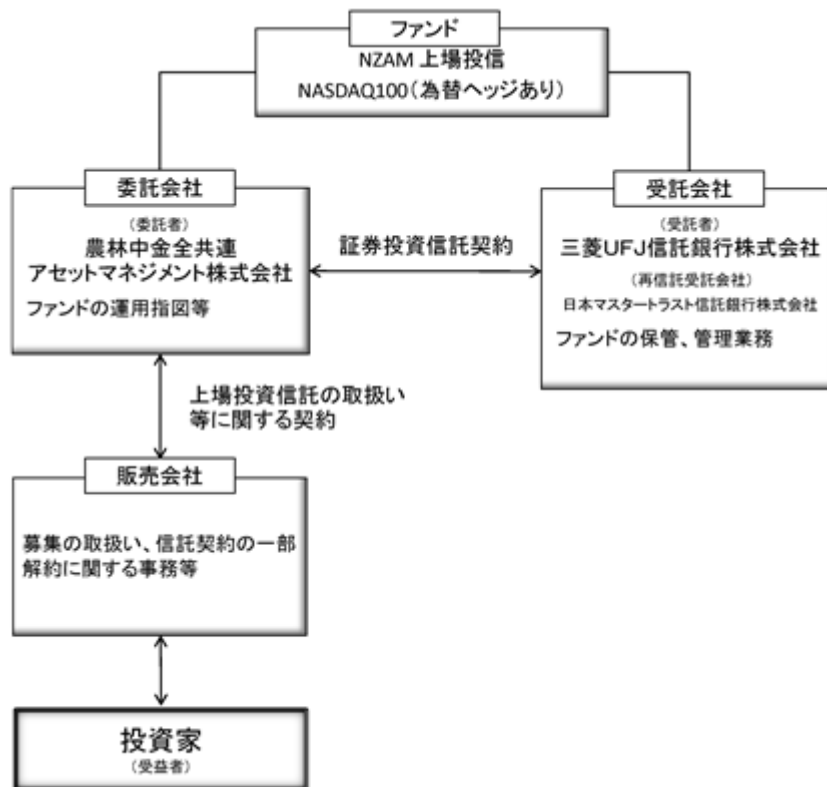 ファンド
NZAM 上場投信
NASDAQ100(為替ヘッジあり)
委託会社
(委託者)
農林中金全共連
アセットマネジメント株式会社
ファンドの運用指図等
証券投資信託契約
受託会社
(受託者)
三菱UFJ信託銀行株式会社
(再信託受託会社)
日本マスタートラスト信託銀行株式会社
ファンドの保管、管理業務
上場投資信託の取扱い
等に関する契約
販売会社
募集の取扱い、信託契約の一部
解約に関する事務等
投資家
(受益者)